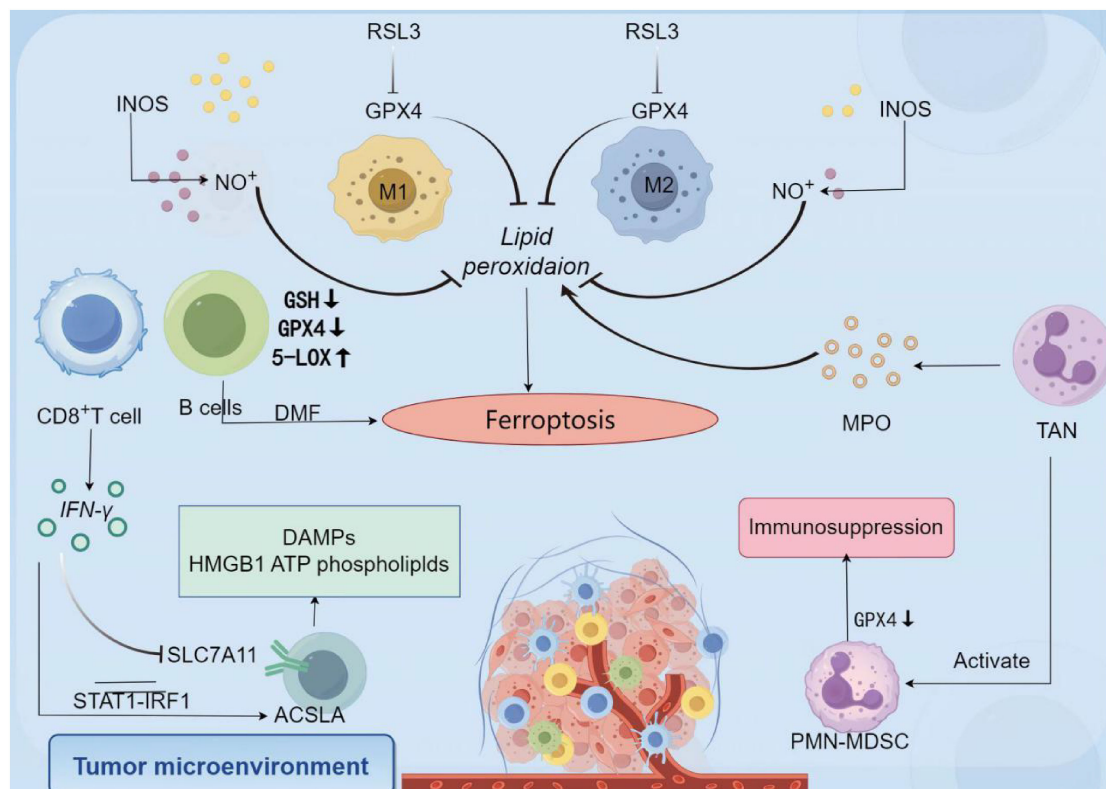 RSL3
RSL3
GPX4
GPX4
INOS
INOS
NO⁺
NO⁺
M1
M2
Lipid
peroxidaion
GSH↓
GPX4↓
5-LOX↑
CD8⁺T cell
B cells
DMF
Ferroptosis
MPO
TAN
IFN-γ
DAMPs
HMGB1 ATP phospholiplds
Immunosuppression
GPX4↓
Activate
SLC7A11
STAT1-IRF1
ACSLA
PMN-MDSC
Tumor microenvironment